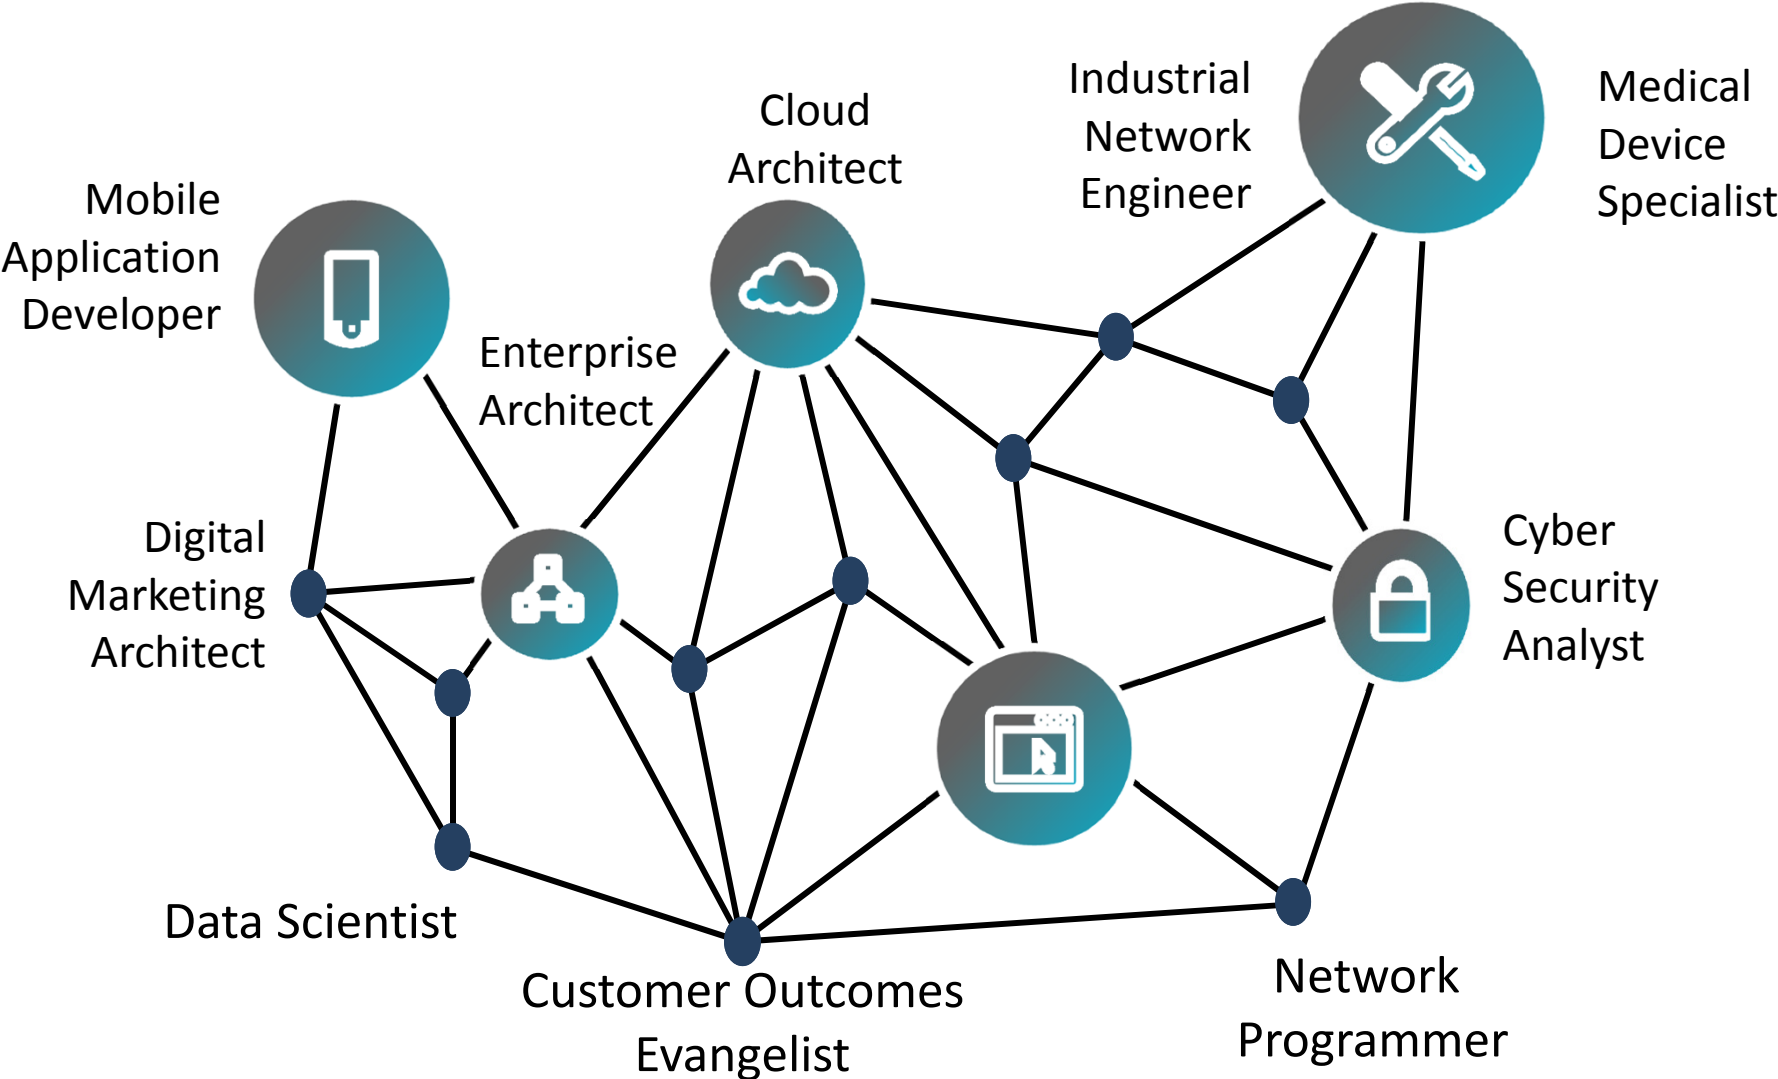 Industrial
Network
Engineer
Medical
Device
Specialist
Cloud
Architect
Mobile
Application
Developer
Enterprise
Architect
Digital
Marketing
Architect
Cyber
Security
Analyst
Data Scientist
Customer Outcomes
Evangelist
Network
Programmer